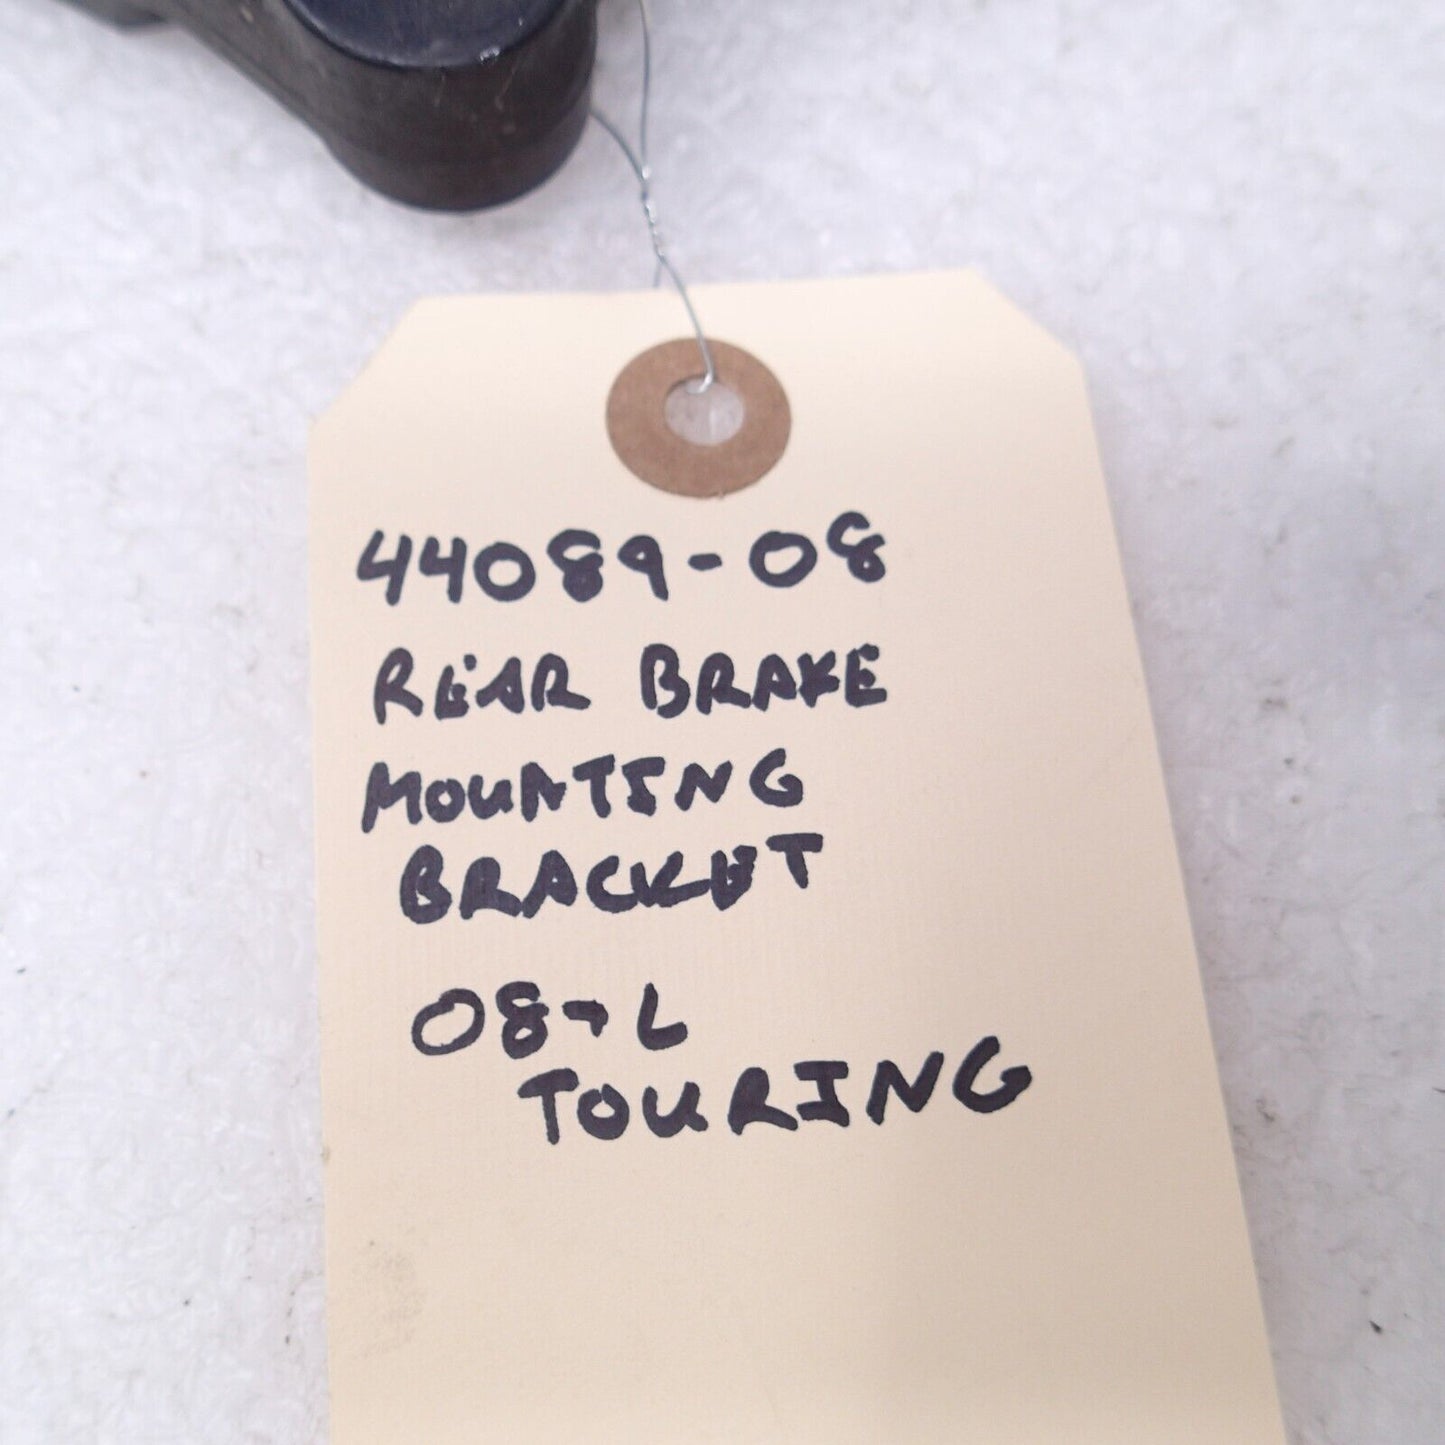 44089-08
REAR BRAKE
MOUNTING
BRACKET
08-L
TOURING